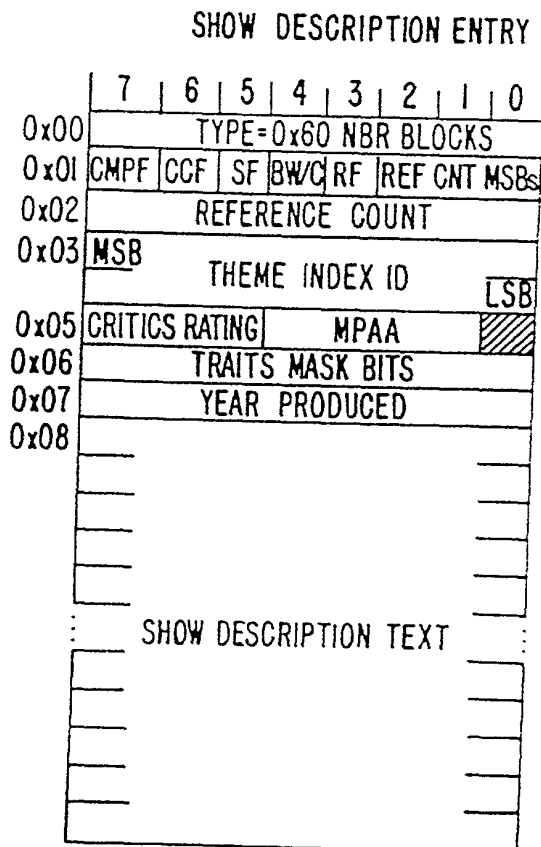 SHOW DESCRIPTION ENTRY
7 | 6 | 5 | 4 | 3 | 2 | 1 | 0
0x00 TYPE=0x60 NBR BLOCKS
0x01 CMPF CCF SF BW/C RF REF CNT MSBs
0x02 REFERENCE COUNT
0x03 MSB
THEME INDEX ID
LSB
0x05 CRITICS RATING MPAA
0x06 TRAITS MASK BITS
0x07 YEAR PRODUCED
0x08
SHOW DESCRIPTION TEXT